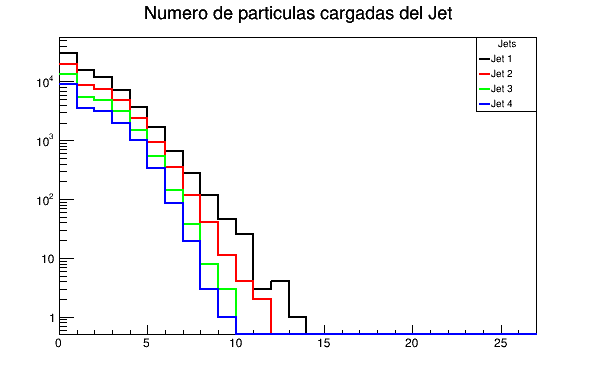 Numero de particulas cargadas del Jet
Jets
Jet 1
Jet 2
Jet 3
Jet 4
10⁴
10³
10²
10
1
0 5 10 15 20 25